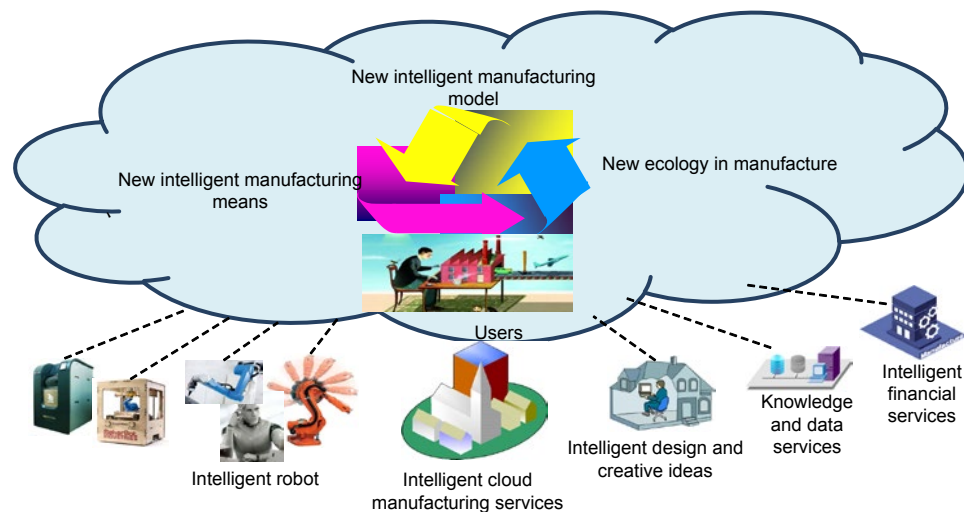 New intelligent manufacturing
model
New intelligent manufacturing
means
New ecology in manufacture
Users
Intelligent robot
Intelligent cloud
manufacturing services
Intelligent design and
creative ideas
Knowledge
and data
services
Intelligent
financial
services